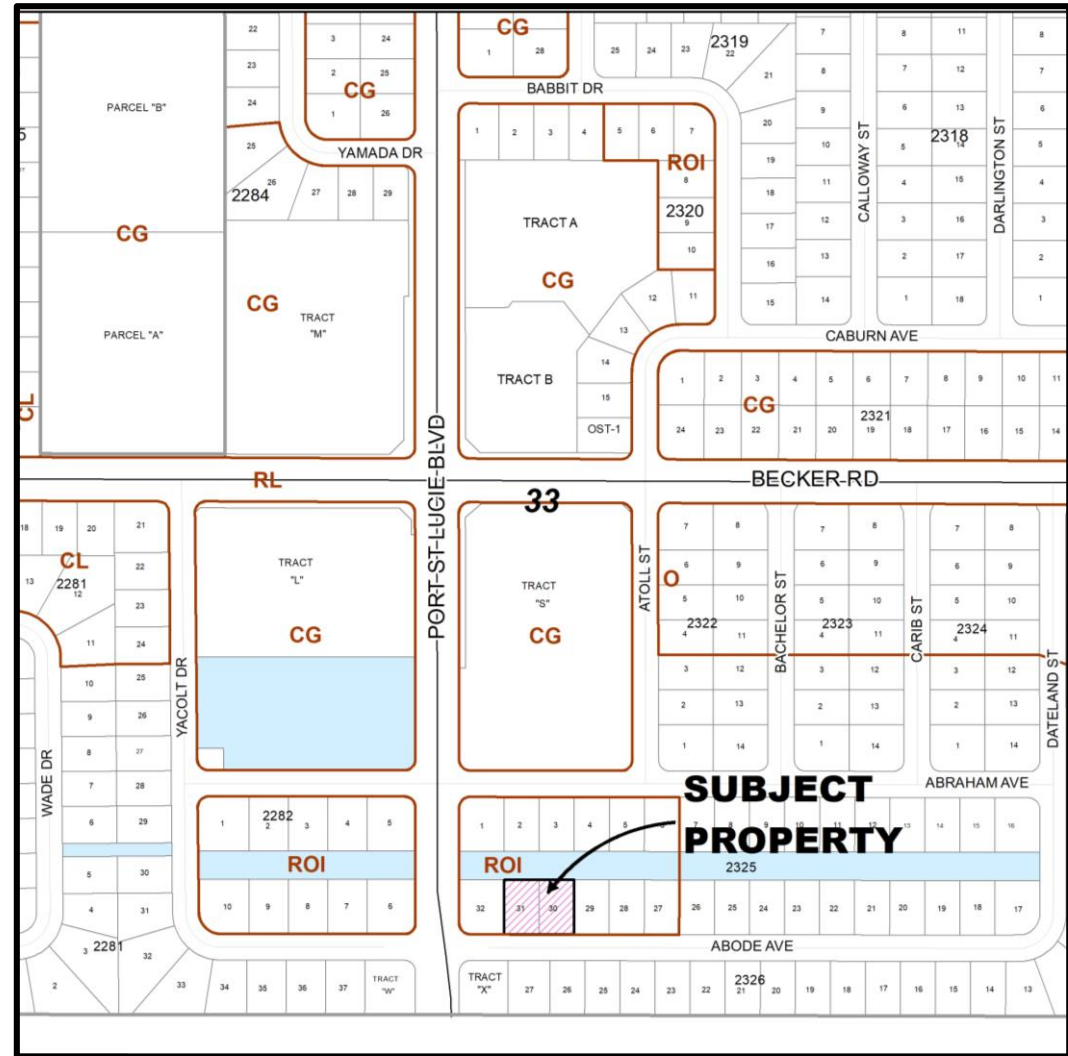 22
3 24
CG
1 28
25 24 23 2319
22
7
8 11
8
23
2 25
CG
21
8
7 12
7
PARCEL "B"
24
1 26
BABBIT DR
20
9
6 13
6
YAMADA DR
1 2 3 4 5 6 7
19
10
CALLOWAY ST
5 2318
14
DARLINGTON ST
5
25
26
2284
27 28 29
ROI
8
18
11
4 15
4
2320
9
17
12
3 16
3
CG
TRACT A
10
16
13
2 17
2
CG
CG
12 11
15
14
1 18
1
TRACT
"M"
13
PARCEL "A"
CABURN AVE
14
TRACT B
1 2 3 4 5 6 7 8 9 10 11
15
CG
2321
CL
OST-1
24 23 22 21 20 19 18 17 16 15 14
PORT-ST-LUCIE-BLVD
RL
33
BECKER-RD
18 19 20 21
CL
22
13 2281
12
23
11 24
TRACT
"L"
CG
TRACT
"S"
CG
ATOLL ST
7 8
O
6 9
5 10
2322
4 11
BACHELOR ST
7 8
6 9
5 10
2323
4 11
CARIB ST
7 8
6 9
5 10
2324
4 11
DATELAND ST
10 25
9 26
8 27
7 28
YACOLT DR
WADE DR
3 12
2 13
1 14
3 12
2 13
1 14
3 12
2 13
1 14
ABRAHAM AVE
SUBJECT
PROPERTY
6 29
5 30
4 31
3 2281
32
2
33
1 2282
2 3 4 5
ROI
10 9 8 7 6
1 2 3 4 5 6 7 8 9 10 11 12 13 14 15 16
ROI
2325
32 31 30 29 28 27 26 25 24 23 22 21 20 19 18 17
ABODE AVE
34 35 36 37 TRACT
"W"
TRACT
"X"
27 26 25 24 23 22 2326
21 20 19 18 17 16 15 14 13